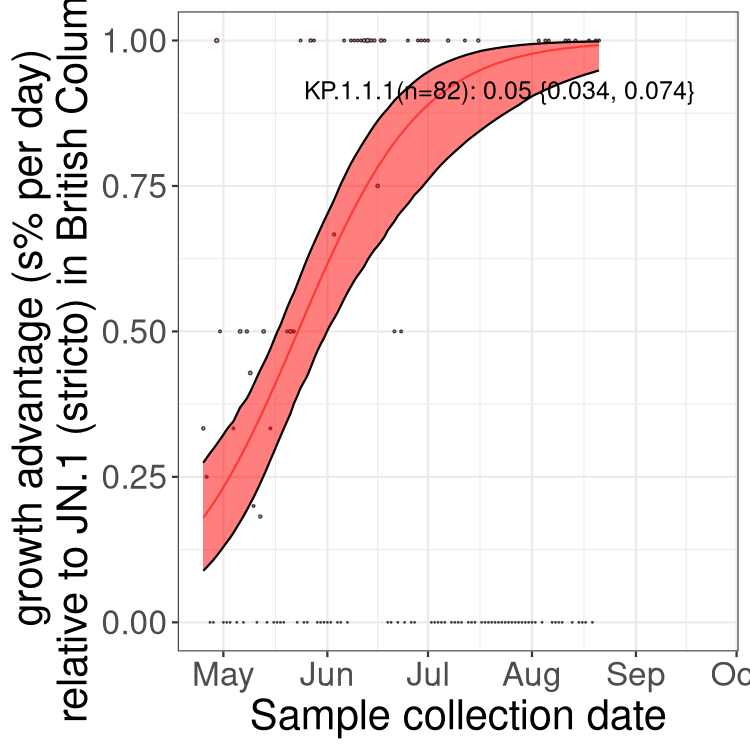 growth advantage (s% per day)
relative to JN.1 (stricto) in British Colum
1.00
0.75
0.50
0.25
0.00
KP.1.1.1(n=82): 0.05 {0.034, 0.074}
May Jun Jul Aug Sep Oc
Sample collection date